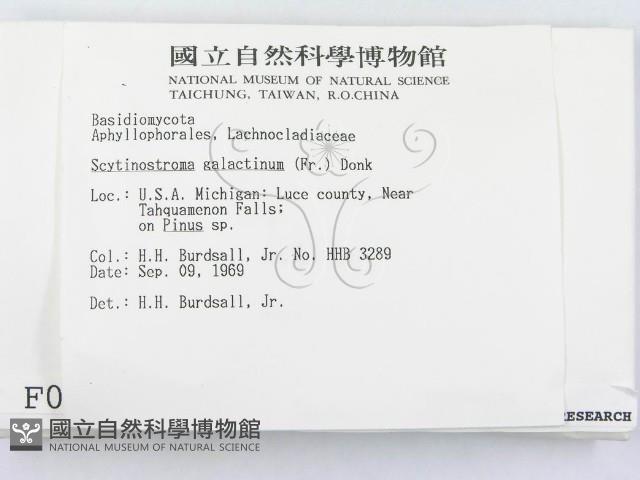 國立自然科學博物館
NATIONAL MUSEUM OF NATURAL SCIENCE
TAICHUNG, TAIWAN, R.O.CHINA
Basidiomycota
Aphyllophorales, Lachnocladiaceae
Scytinostroma galactinum (Fr.) Donk
Loc.: U.S.A. Michigan: Luce county, Near
Tahquamenon Falls;
on Pinus sp.
Col.: H.H. Burdsall, Jr. No. HHB 3289
Date: Sep. 09, 1969
Det.: H.H. Burdsall, Jr.
F0
RESEARCH
國立自然科學博物館
NATIONAL MUSEUM OF NATURAL SCIENCE